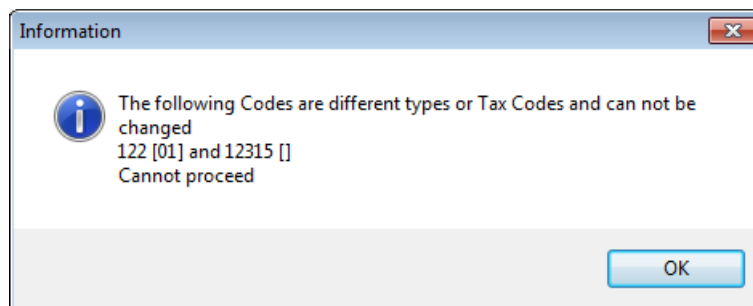 Information
The following Codes are different types or Tax Codes and can not be
changed
122 [01] and 12315 []
Cannot proceed
OK